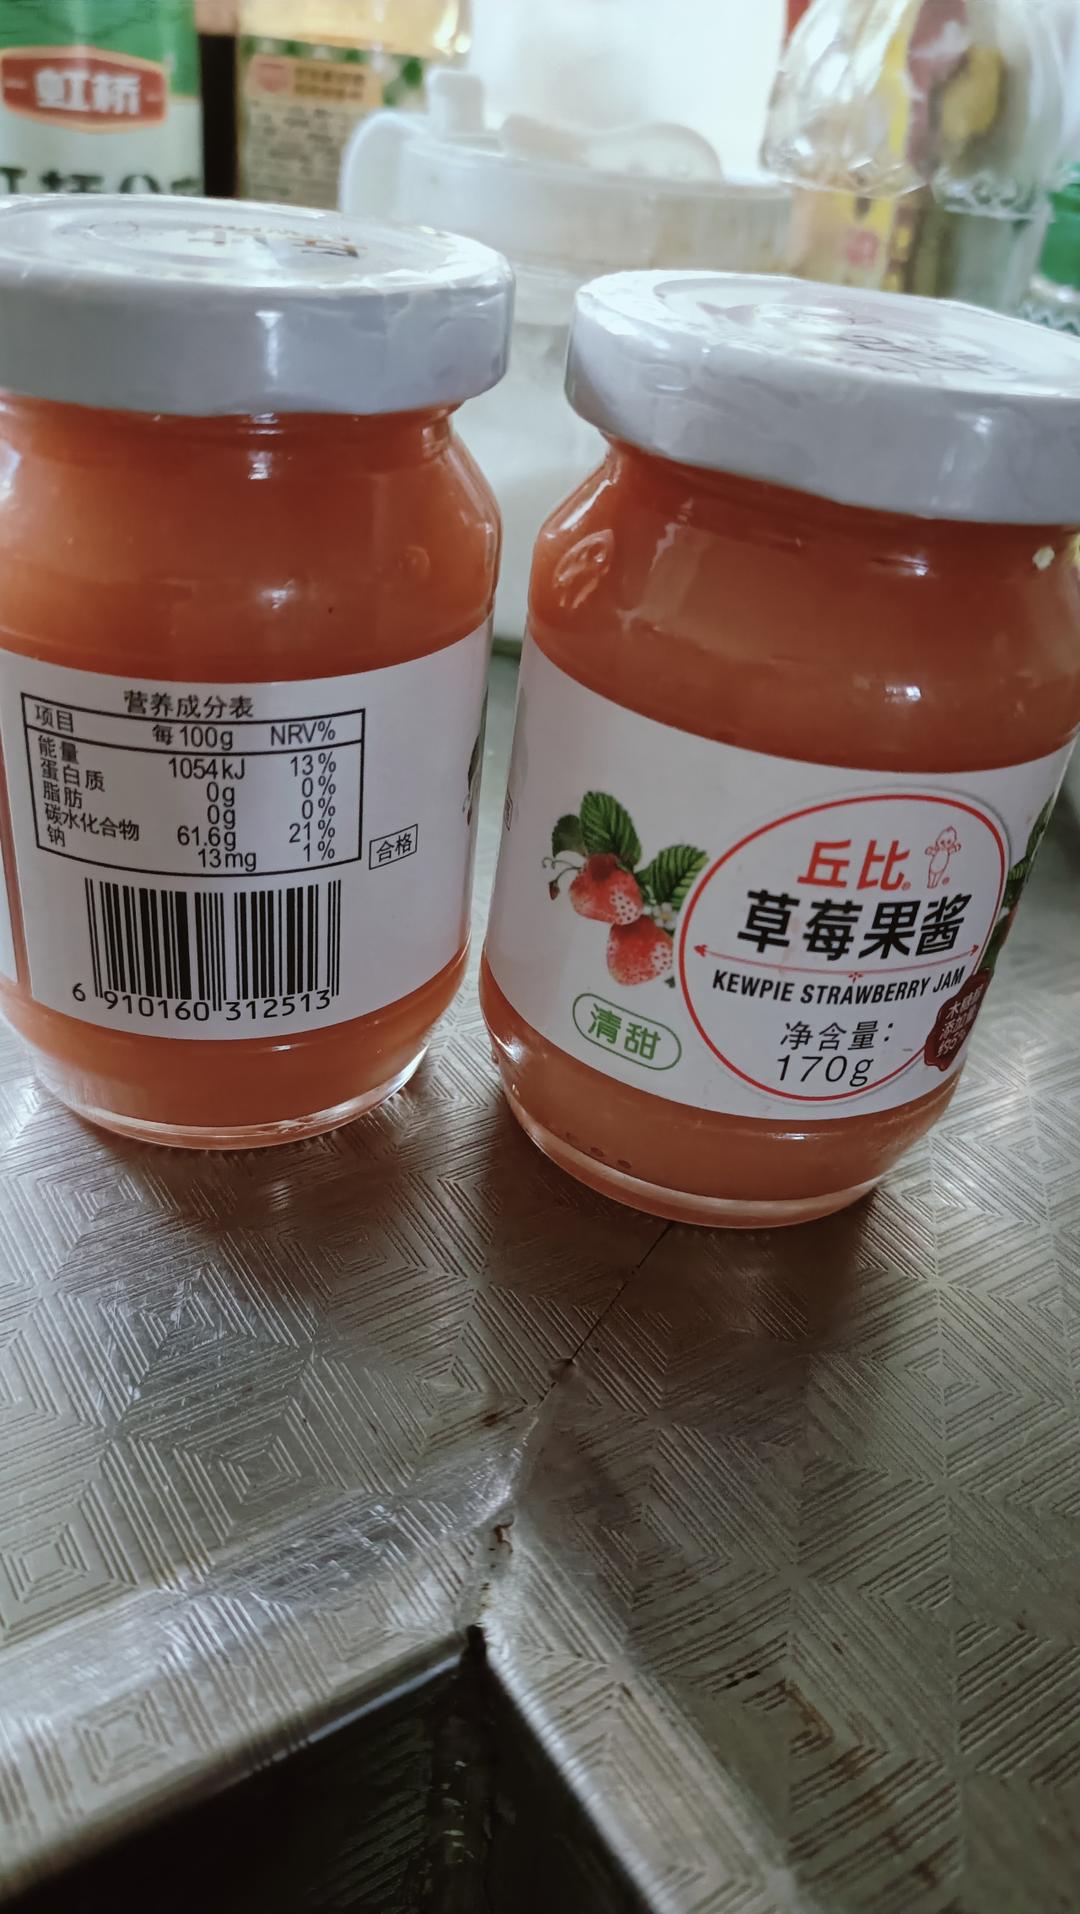 虹桥
营养成分表
项目 每100g NRV%
能量 1054kJ 13%
蛋白质 0g 0%
脂肪 0g 0%
碳水化合物 61.6g 21%
钠 13mg 1%
合格
6 910160 312513
丘比
草莓果酱
KEWPIE STRAWBERRY JAM
净含量：
170g
清甜